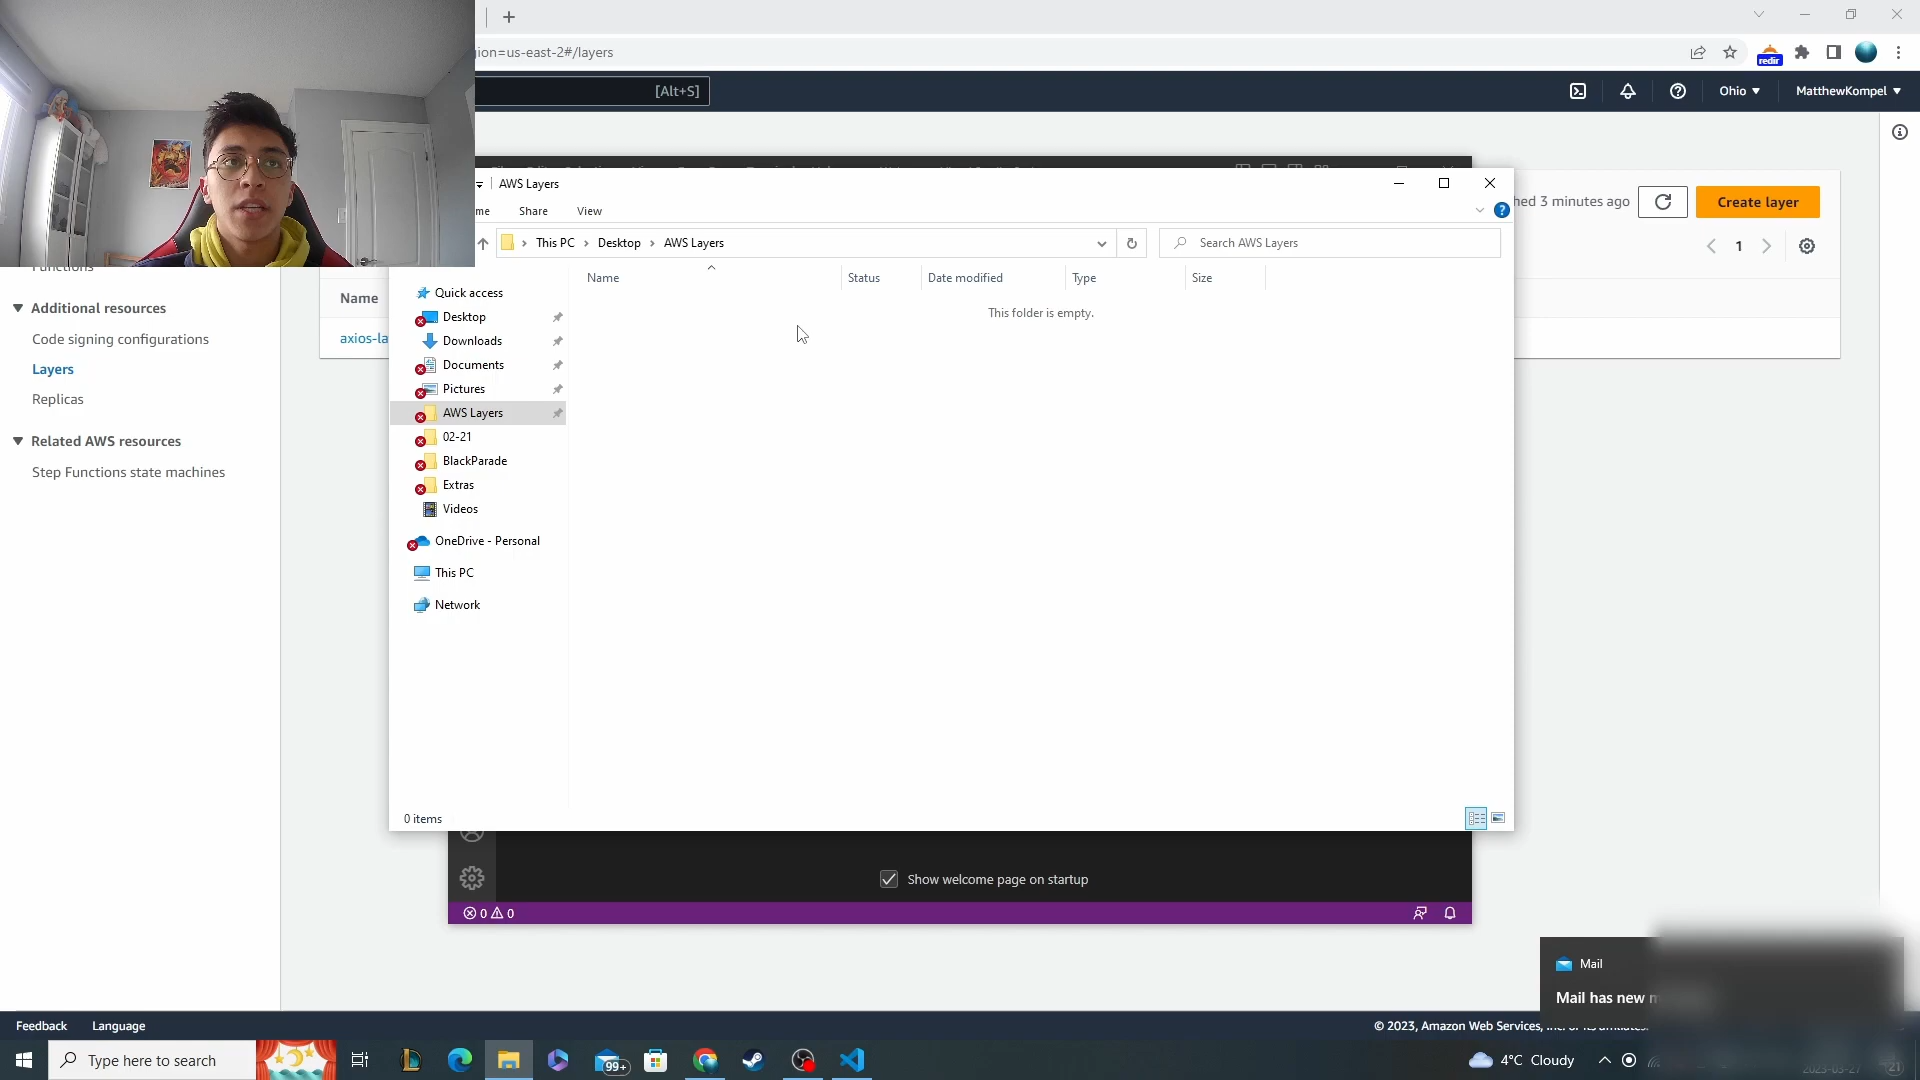 ion=us-east-2#/layers
redir
[Alt+S]
Ohio
MatthewKompel
AWS Layers
Share
View
hed 3 minutes ago
Create layer
This PC
Desktop
AWS Layers
Search AWS Layers
1
Additional resources
Code signing configurations
Layers
Replicas
Related AWS resources
Step Functions state machines
Name
axios-la
Name
Status
Date modified
Type
Size
This folder is empty.
Quick access
Desktop
Downloads
Documents
Pictures
AWS Layers
02-21
BlackParade
Extras
Videos
OneDrive - Personal
This PC
Network
0 items
Show welcome page on startup
0
0
Mail
Mail has new
Feedback
Language
© 2023, Amazon Web Services,
Type here to search
99+
4°C Cloudy
2023-03-27
21